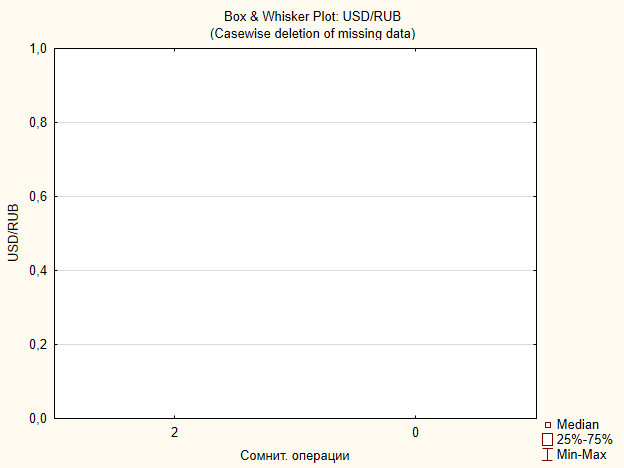 Box & Whisker Plot: USD/RUB
(Casewise deletion of missing data)
1,0
0,8
0,6
0,4
0,2
0,0
USD/RUB
2
0
Сомнит. операции
Median
25%-75%
Min-Max